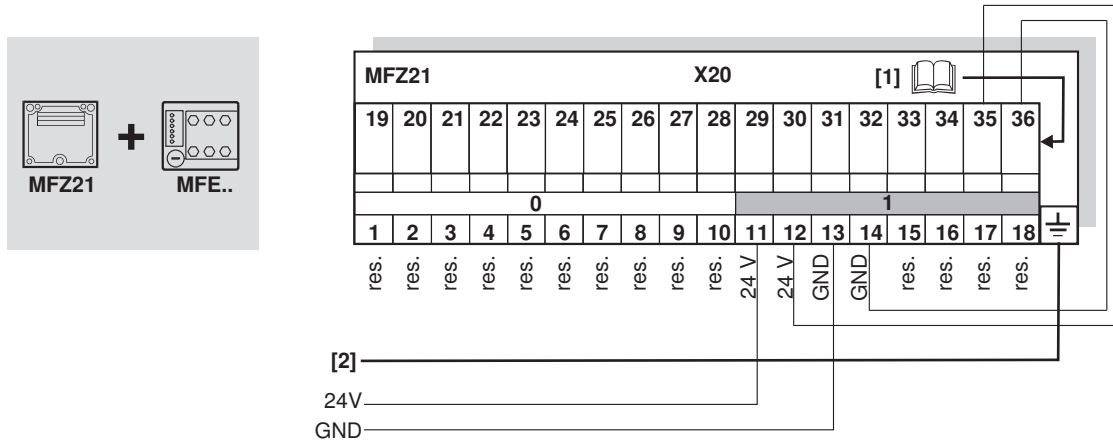 MFZ21 X20 [1]
19 20 21 22 23 24 25 26 27 28 29 30 31 32 33 34 35 36
+
MFZ21 MFE..
0 1
1 2 3 4 5 6 7 8 9 10 11 12 13 14 15 16 17 18
res. res. res. res. res. res. res. res. res. res. 24 V 24 V GND GND res. res. res. res.
[2]
24V
GND